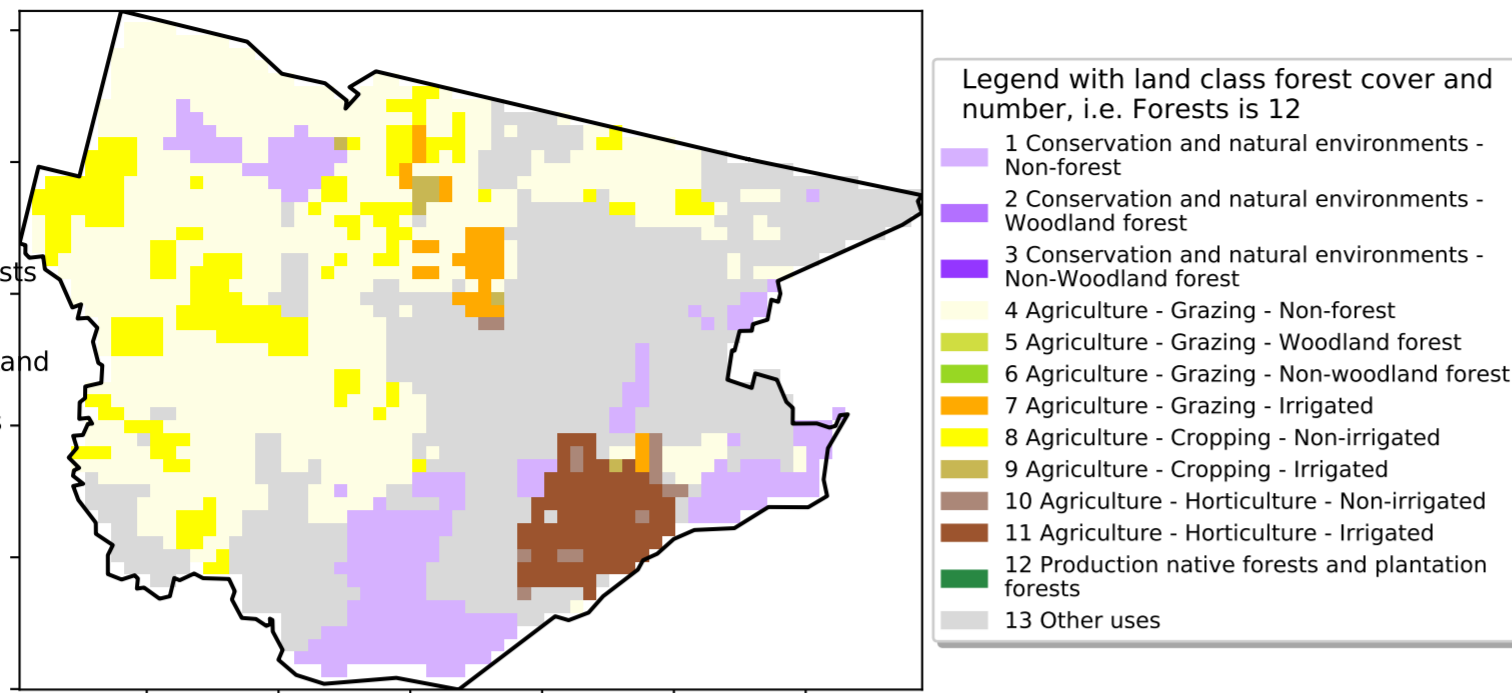 Legend with land class forest cover and
number, i.e. Forests is 12
1 Conservation and natural environments -
Non-forest
2 Conservation and natural environments -
Woodland forest
3 Conservation and natural environments -
Non-Woodland forest
4 Agriculture - Grazing - Non-forest
5 Agriculture - Grazing - Woodland forest
6 Agriculture - Grazing - Non-woodland forest
7 Agriculture - Grazing - Irrigated
8 Agriculture - Cropping - Non-irrigated
9 Agriculture - Cropping - Irrigated
10 Agriculture - Horticulture - Non-irrigated
11 Agriculture - Horticulture - Irrigated
12 Production native forests and plantation
forests
13 Other uses
sts
and